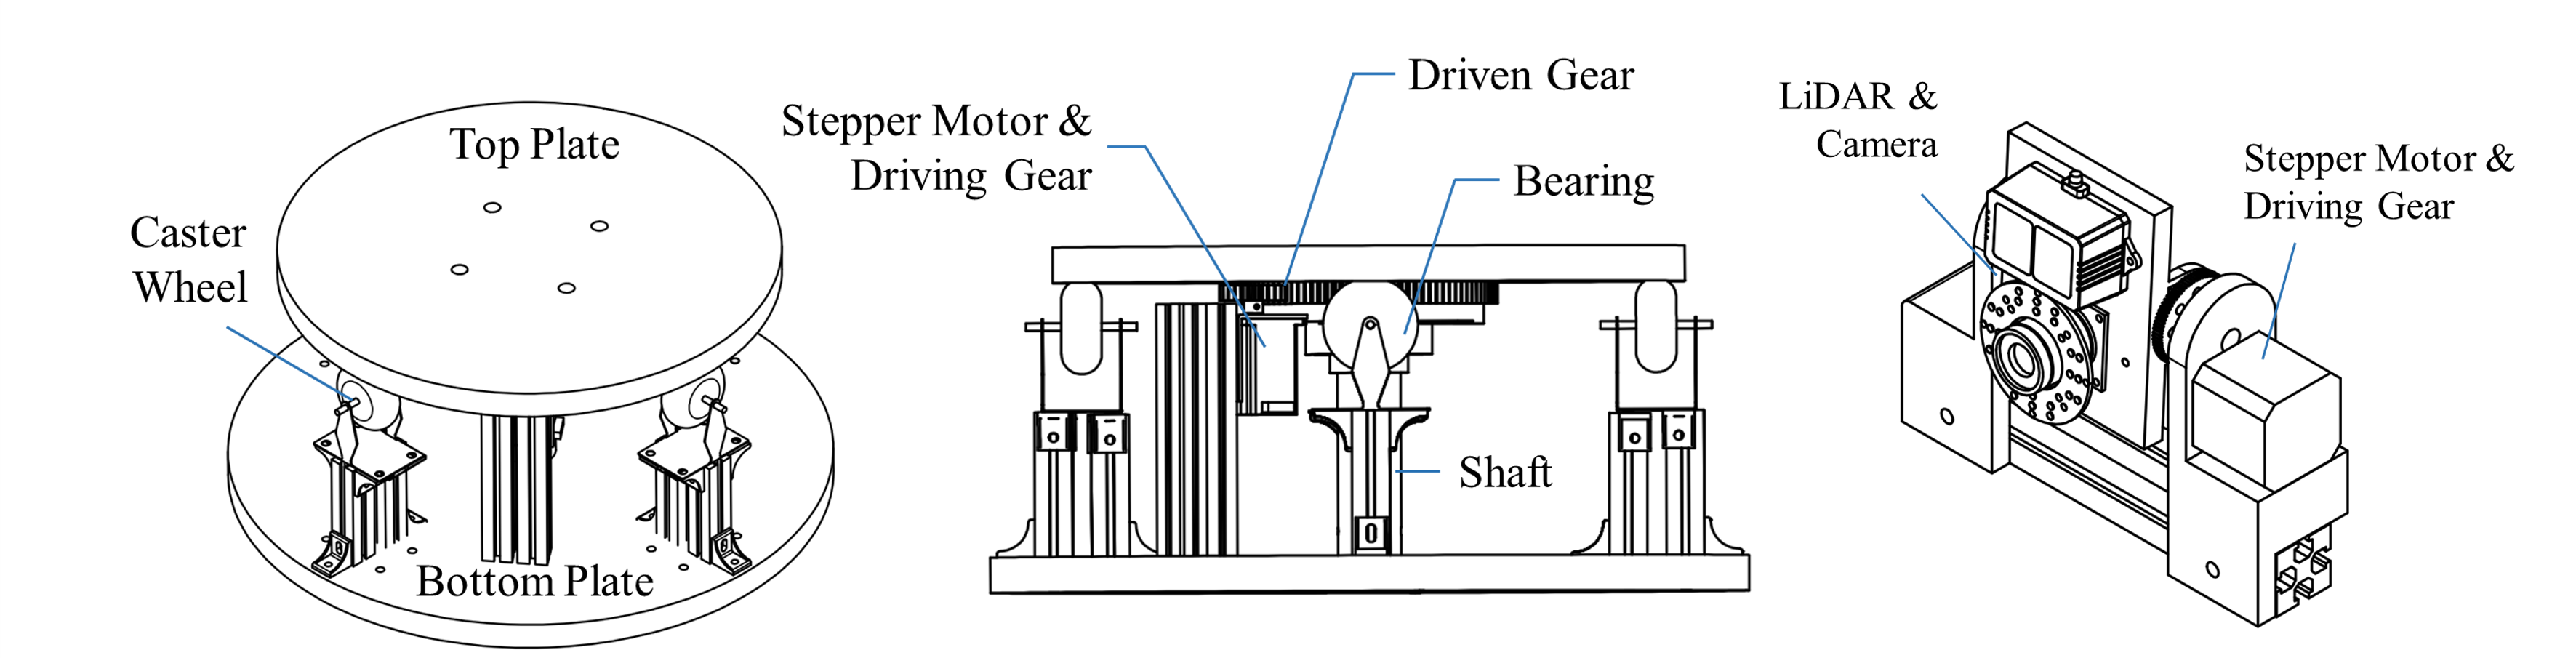 Top Plate
Caster
Wheel
Bottom Plate
Stepper Motor &
Driving Gear
Driven Gear
Bearing
Shaft
LiDAR &
Camera
Stepper Motor &
Driving Gear